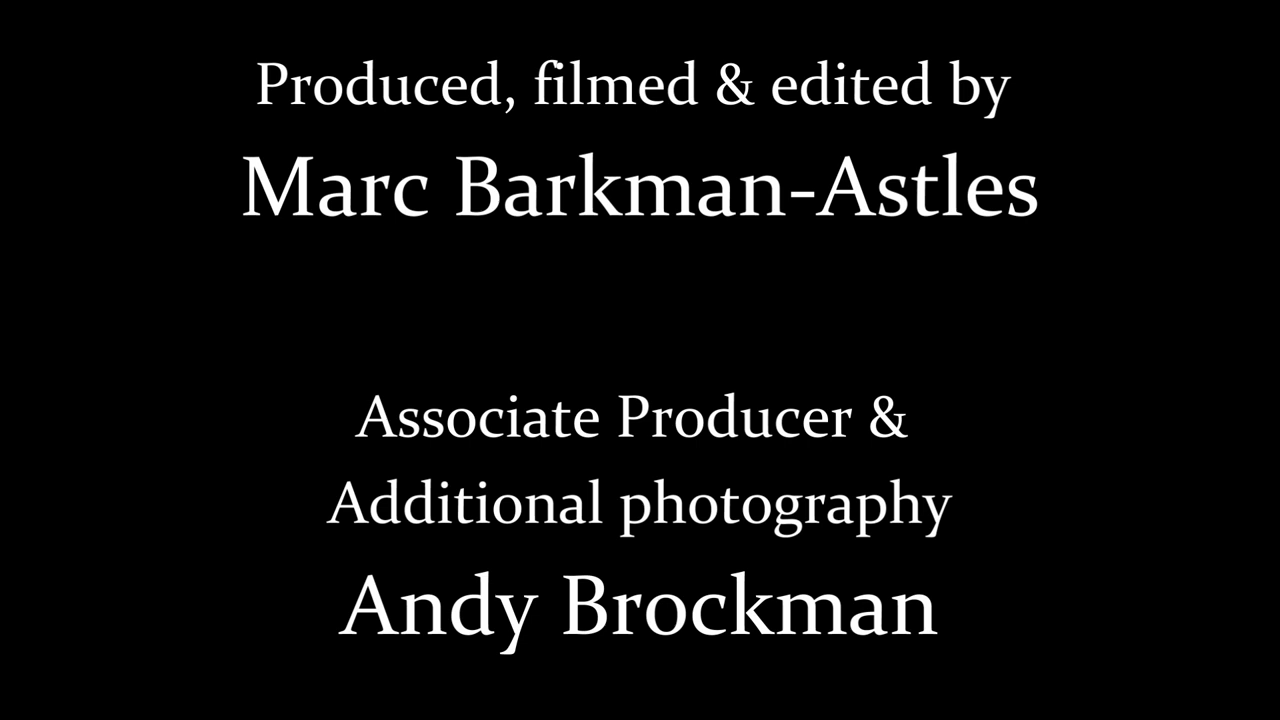 Produced, filmed & edited by
Marc Barkman-Astles
Associate Producer &
Additional photography
Andy Brockman